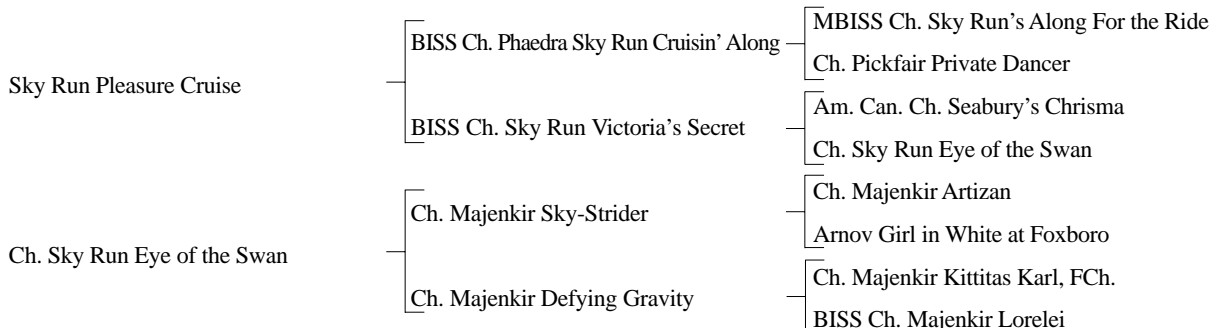 MBISS Ch. Sky Run's Along For the Ride
BISS Ch. Phaedra Sky Run Cruisin' Along
Ch. Pickfair Private Dancer
Sky Run Pleasure Cruise
Am. Can. Ch. Seabury's Chrisma
BISS Ch. Sky Run Victoria's Secret
Ch. Sky Run Eye of the Swan
Ch. Majenkir Artizan
Ch. Majenkir Sky-Strider
Arnov Girl in White at Foxboro
Ch. Sky Run Eye of the Swan
Ch. Majenkir Kittitas Karl, FCh.
Ch. Majenkir Defying Gravity
BISS Ch. Majenkir Lorelei